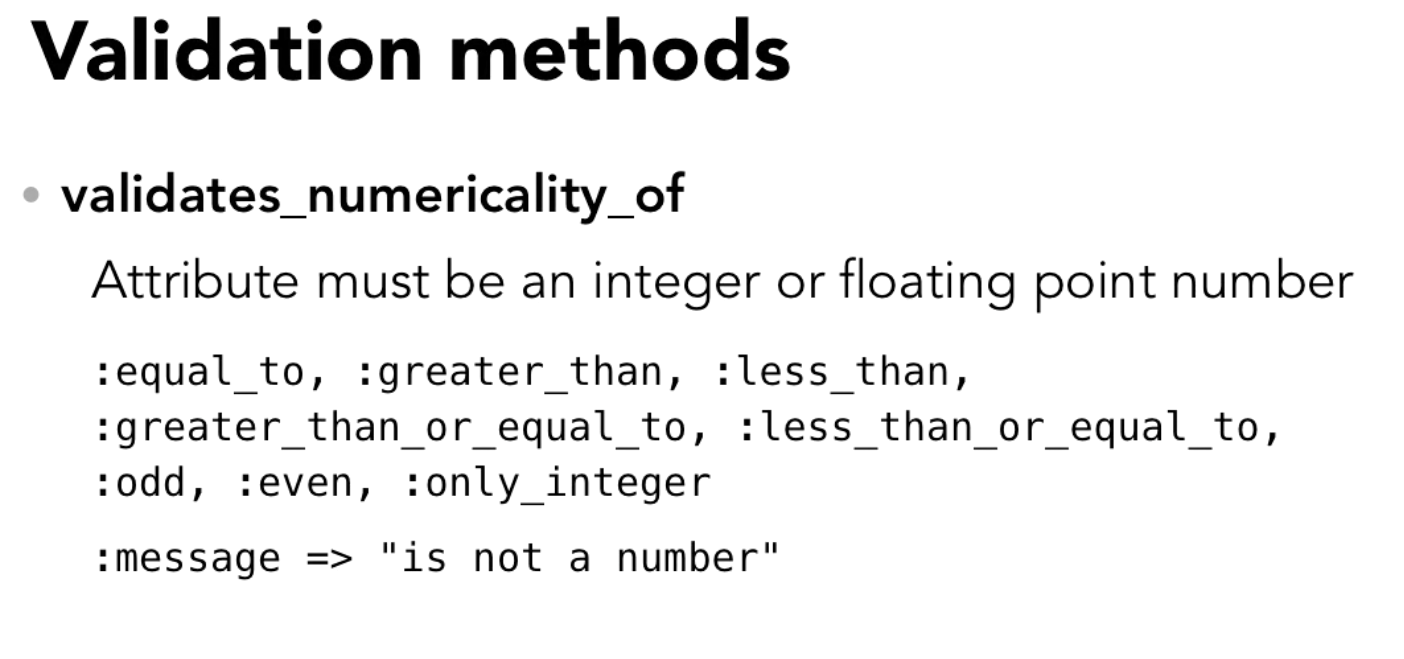 Validation methods
• validates_numericality_of
Attribute must be an integer or floating point number
:equal_to, :greater_than, :less_than,
:greater_than_or_equal_to, :less_than_or_equal_to,
:odd, :even, :only_integer
:message => "is not a number"